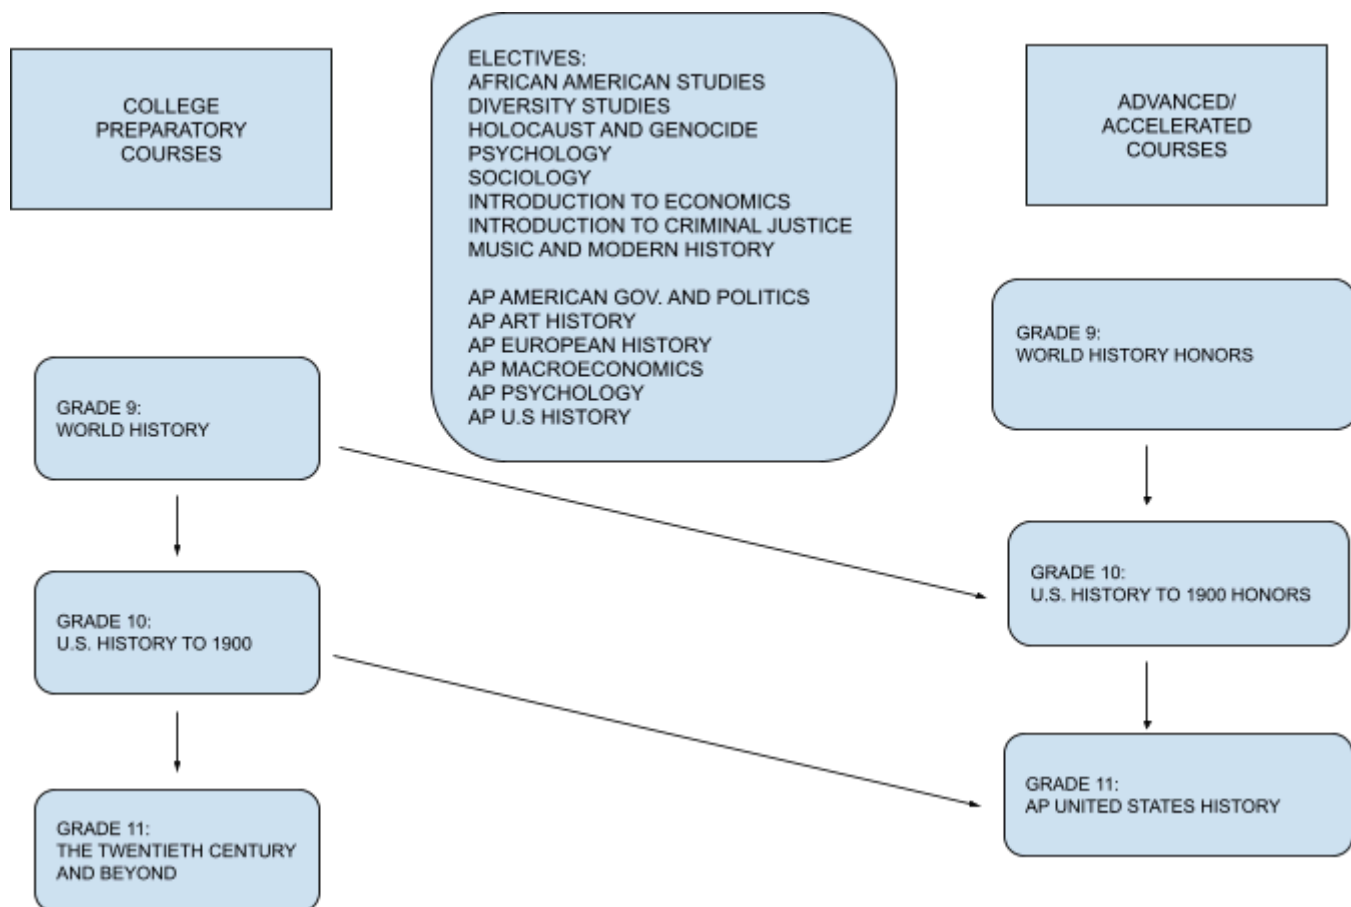 COLLEGE
PREPARATORY
COURSES
ELECTIVES:
AFRICAN AMERICAN STUDIES
DIVERSITY STUDIES
HOLOCAUST AND GENOCIDE
PSYCHOLOGY
SOCIOLOGY
INTRODUCTION TO ECONOMICS
INTRODUCTION TO CRIMINAL JUSTICE
MUSIC AND MODERN HISTORY
AP AMERICAN GOV. AND POLITICS
AP ART HISTORY
AP EUROPEAN HISTORY
AP MACROECONOMICS
AP PSYCHOLOGY
AP U.S HISTORY
ADVANCED/
ACCELERATED
COURSES
GRADE 9:
WORLD HISTORY
GRADE 10:
U.S. HISTORY TO 1900
GRADE 11:
THE TWENTIETH CENTURY
AND BEYOND
GRADE 9:
WORLD HISTORY HONORS
GRADE 10:
U.S. HISTORY TO 1900 HONORS
GRADE 11:
AP UNITED STATES HISTORY